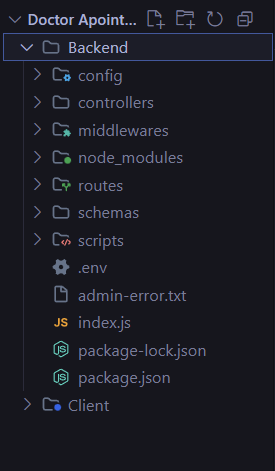 Doctor Apoint...
Backend
config
controllers
middlewares
node_modules
routes
schemas
scripts
.env
admin-error.txt
JS index.js
package-lock.json
package.json
Client